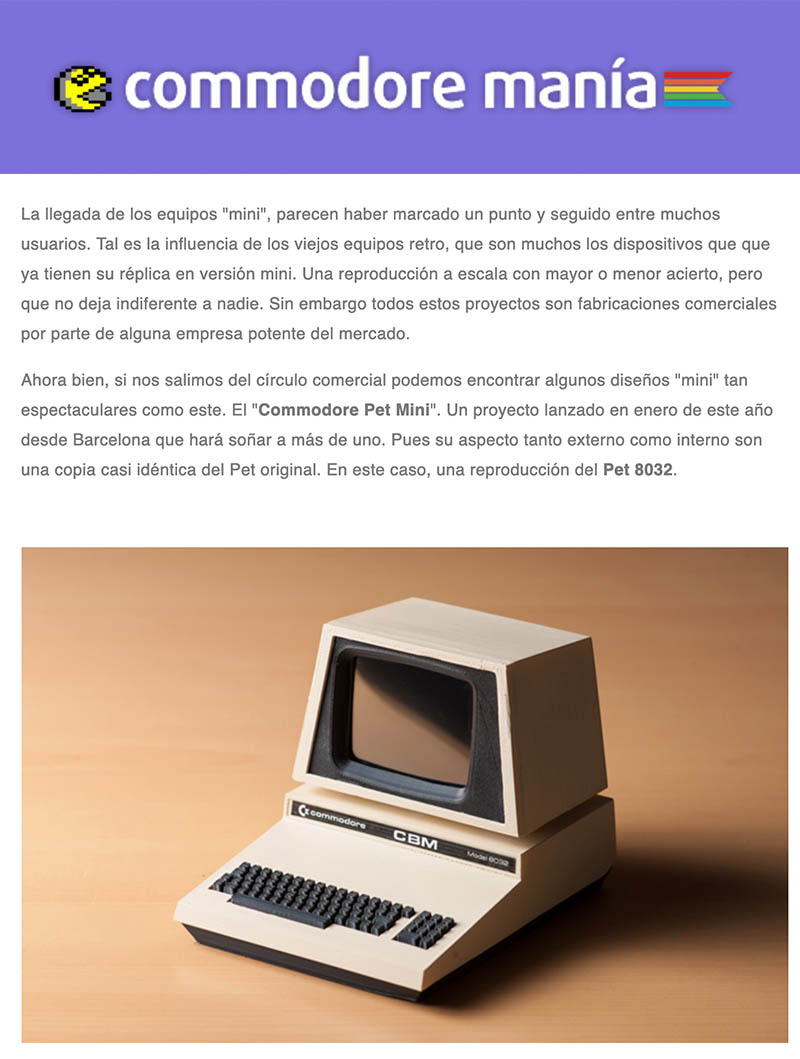 commodore manía
La llegada de los equipos "mini", parecen haber marcado un punto y seguido entre muchos
usuarios. Tal es la influencia de los viejos equipos retro, que son muchos los dispositivos que que
ya tienen su réplica en versión mini. Una reproducción a escala con mayor o menor acierto, pero
que no deja indiferente a nadie. Sin embargo todos estos proyectos son fabricaciones comerciales
por parte de alguna empresa potente del mercado.
Ahora bien, si nos salimos del círculo comercial podemos encontrar algunos diseños "mini" tan
espectaculares como este. El "Commodore Pet Mini". Un proyecto lanzado en enero de este año
desde Barcelona que hará soñar a más de uno. Pues su aspecto tanto externo como interno son
una copia casi idéntica del Pet original. En este caso, una reproducción del Pet 8032.
commodore
CBM
Model 8032